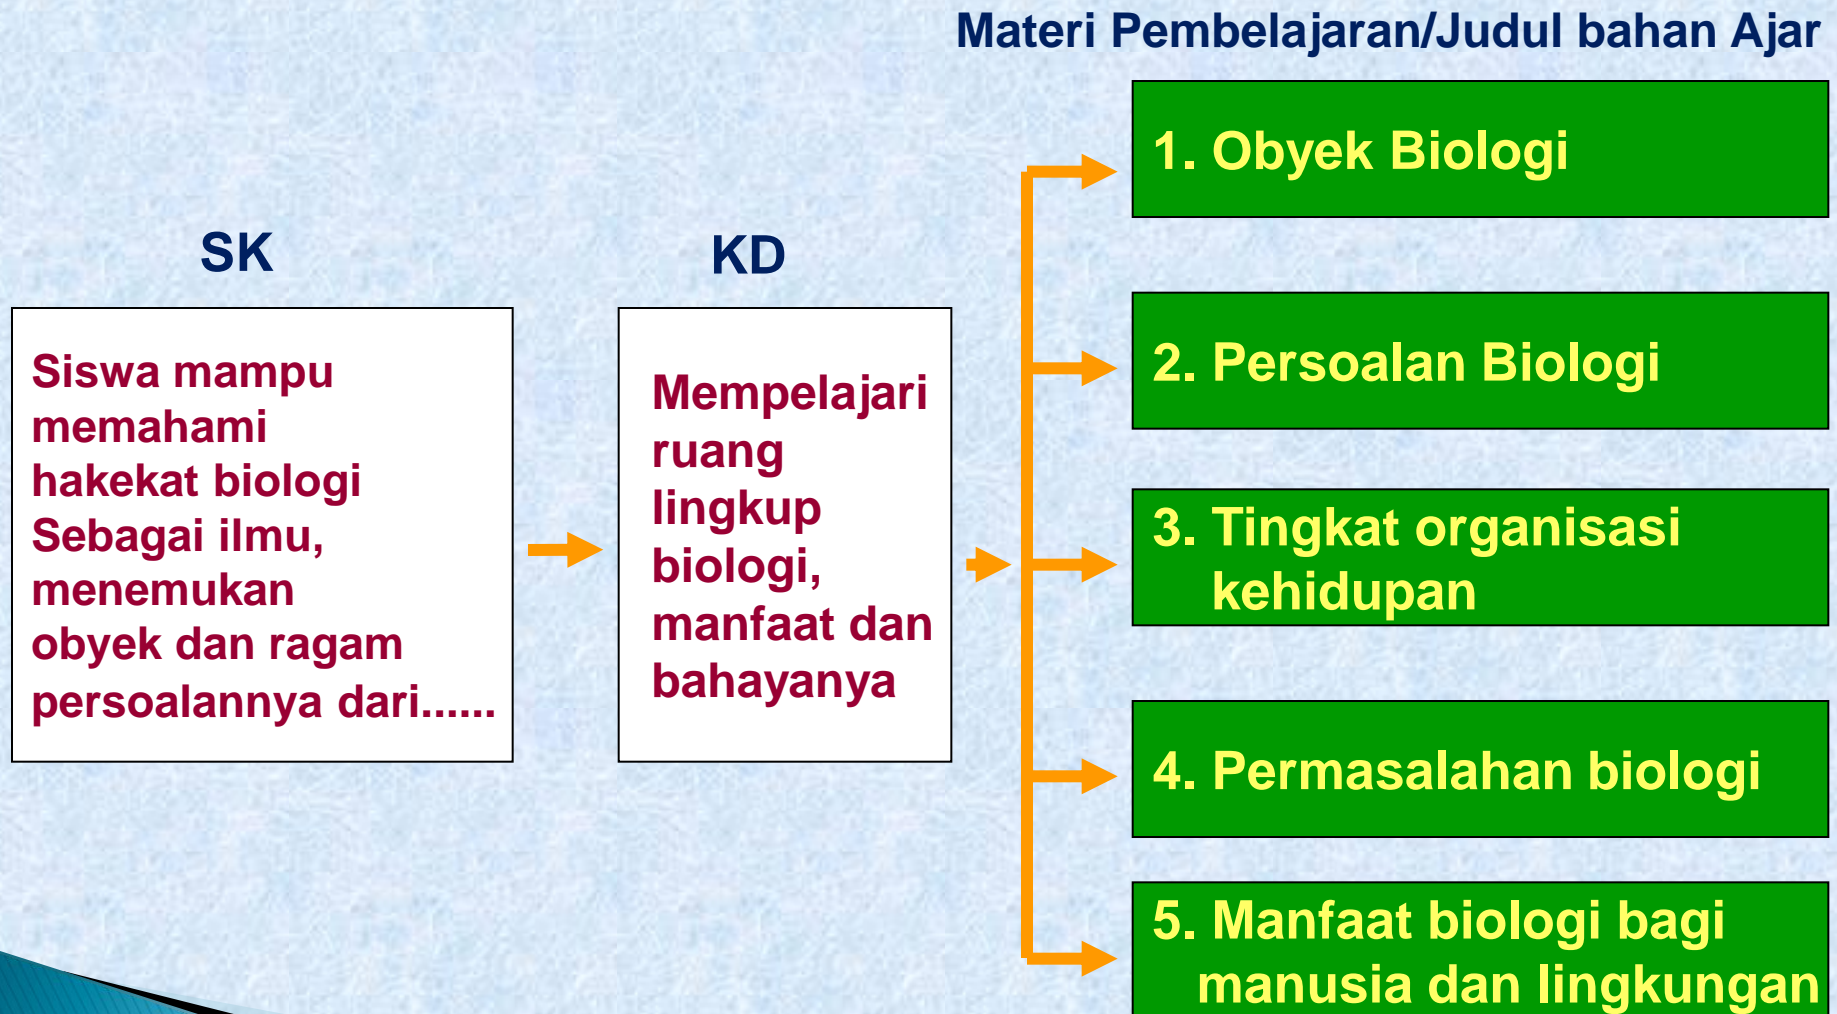 Materi Pembelajaran/Judul bahan Ajar
SK
Siswa mampu
memahami
hakekat biologi
Sebagai ilmu,
menemukan
obyek dan ragam
persoalannya dari......
KD
Mempelajari
ruang
lingkup
biologi,
manfaat dan
bahayanya
1. Obyek Biologi
2. Persoalan Biologi
3. Tingkat organisasi
kehidupan
4. Permasalahan biologi
5. Manfaat biologi bagi
manusia dan lingkungan